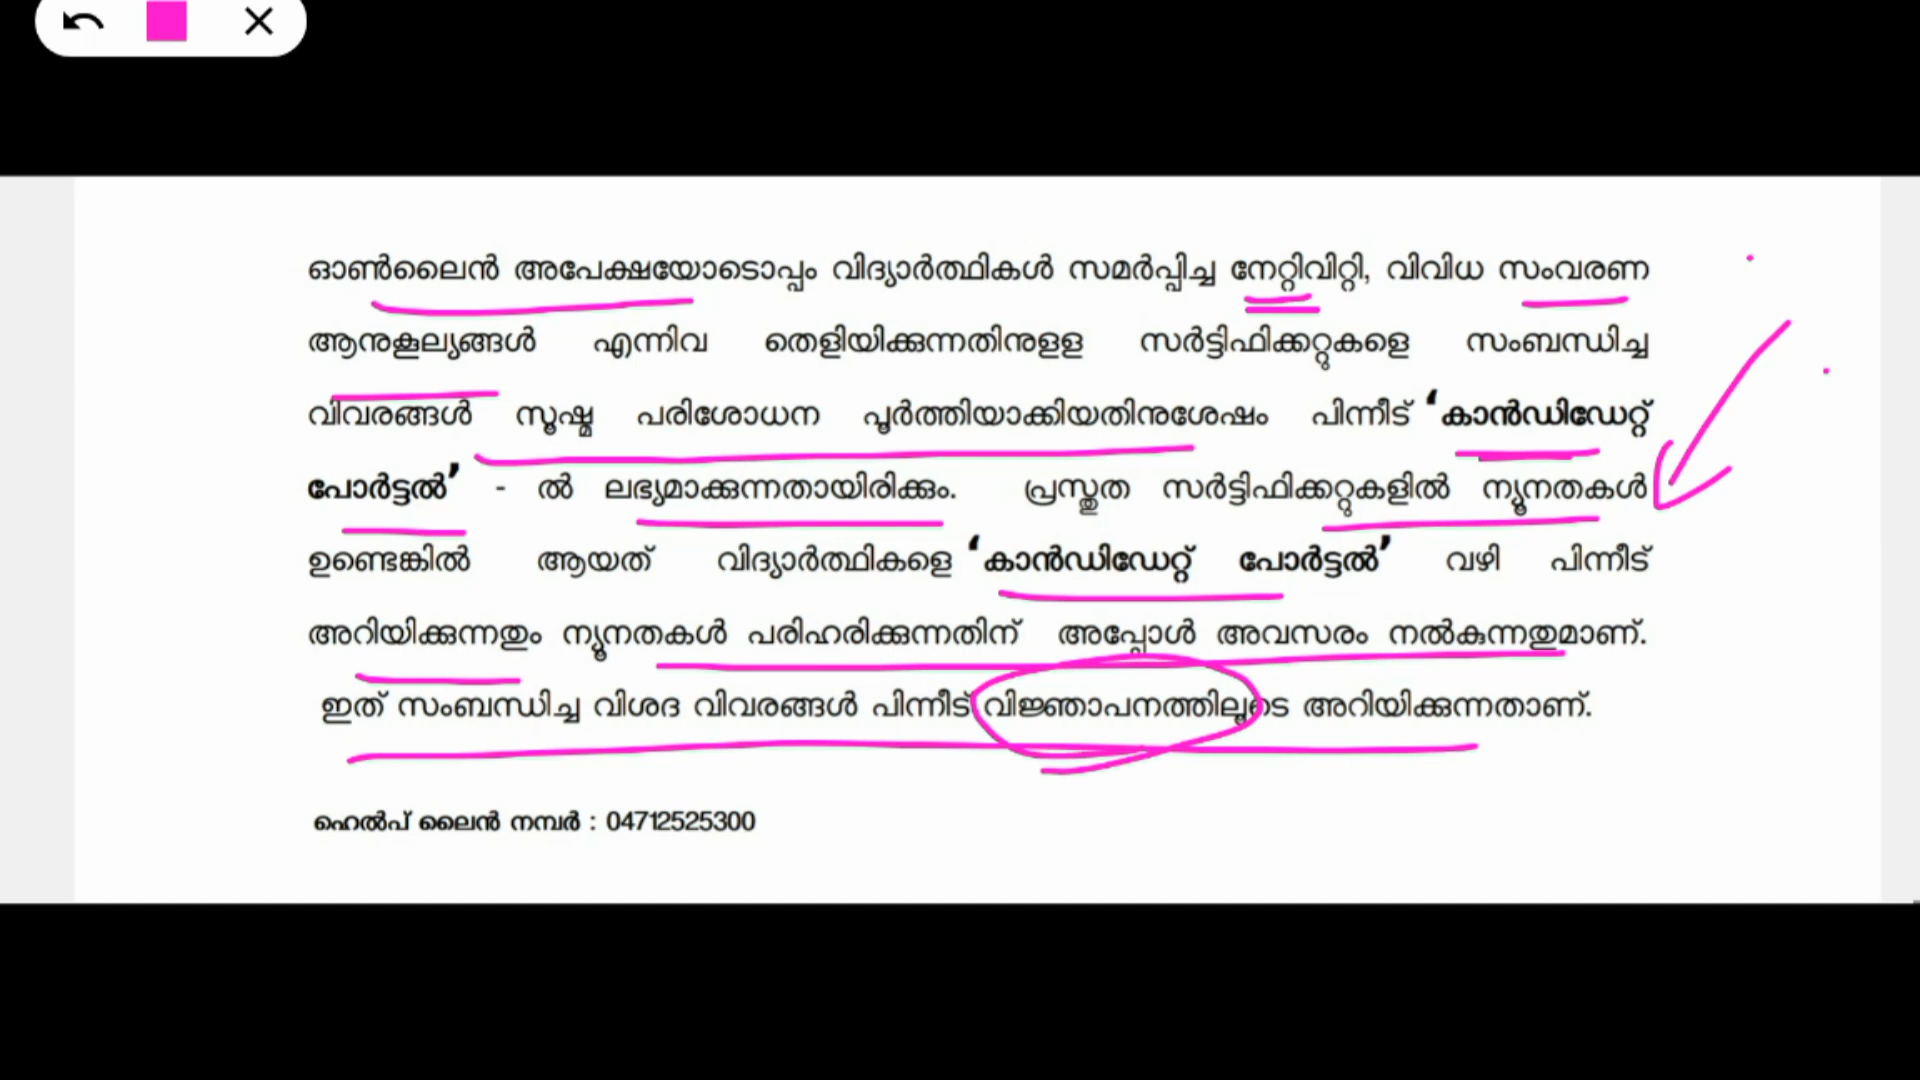 ഓൺലൈൻ അപേക്ഷയോടൊപ്പം വിദ്യാർത്ഥികൾ സമർപ്പിച്ച നേറ്റിവിറ്റി, വിവിധ സംവരണ
ആനുകൂല്യങ്ങൾ എന്നിവ തെളിയിക്കുന്നതിനുളള സർട്ടിഫിക്കറ്റുകളെ സംബന്ധിച്ച
വിവരങ്ങൾ സൂഷ്മ പരിശോധന പൂർത്തിയാക്കിയതിനുശേഷം പിന്നീട് ‘കാൻഡിഡേറ്റ്
പോർട്ടൽ’ - ൽ ലഭ്യമാക്കുന്നതായിരിക്കും. പ്രസ്തുത സർട്ടിഫിക്കറ്റുകളിൽ ന്യൂനതകൾ
ഉണ്ടെങ്കിൽ ആയത് വിദ്യാർത്ഥികളെ ‘കാൻഡിഡേറ്റ് പോർട്ടൽ’ വഴി പിന്നീട്
അറിയിക്കുന്നതും ന്യൂനതകൾ പരിഹരിക്കുന്നതിന് അപ്പോൾ അവസരം നൽകുന്നതുമാണ്.
ഇത് സംബന്ധിച്ച വിശദ വിവരങ്ങൾ പിന്നീട് വിജ്ഞാപനത്തിലൂടെ അറിയിക്കുന്നതാണ്.
ഹെൽപ് ലൈൻ നമ്പർ : 04712525300